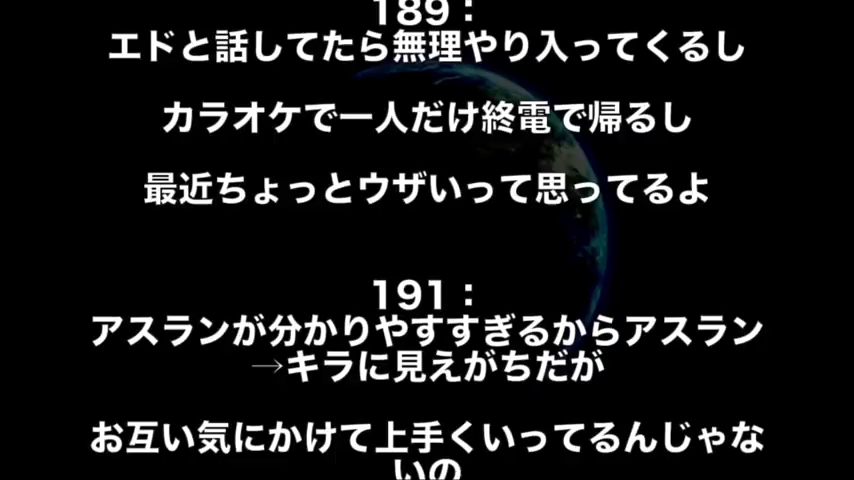 189：
エドと話してたら無理やり入ってくるし
カラオケで一人だけ終電で帰るし
最近ちょっとウザいって思ってるよ
191：
アスランが分かりやすすぎるからアスラン
→キラに見えがちだが
お互い気にかけて上手くいってるんじゃな
いの